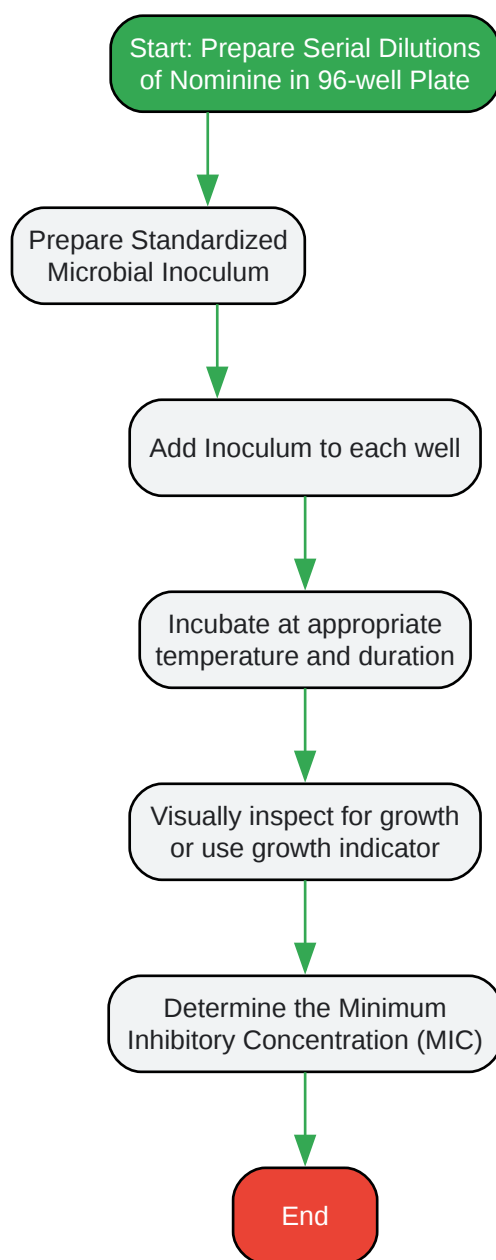 Start: Prepare Serial Dilutions
of Nominine in 96-well Plate
Prepare Standardized
Microbial Inoculum
Add Inoculum to each well
Incubate at appropriate
temperature and duration
Visually inspect for growth
or use growth indicator
Determine the Minimum
Inhibitory Concentration (MIC)
End